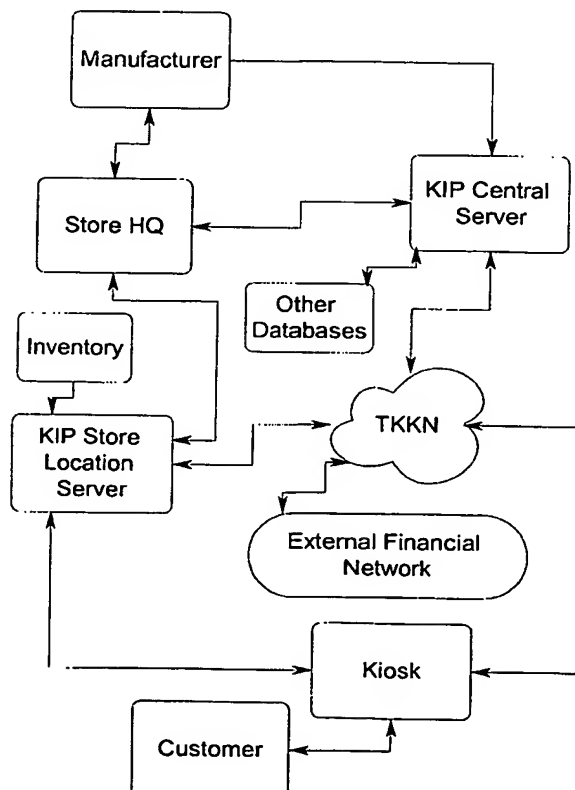 Manufacturer
KIP Central
Server
Store HQ
Other
Databases
Inventory
KIP Store
Location
Server
TKKN
External Financial
Network
Kiosk
Customer